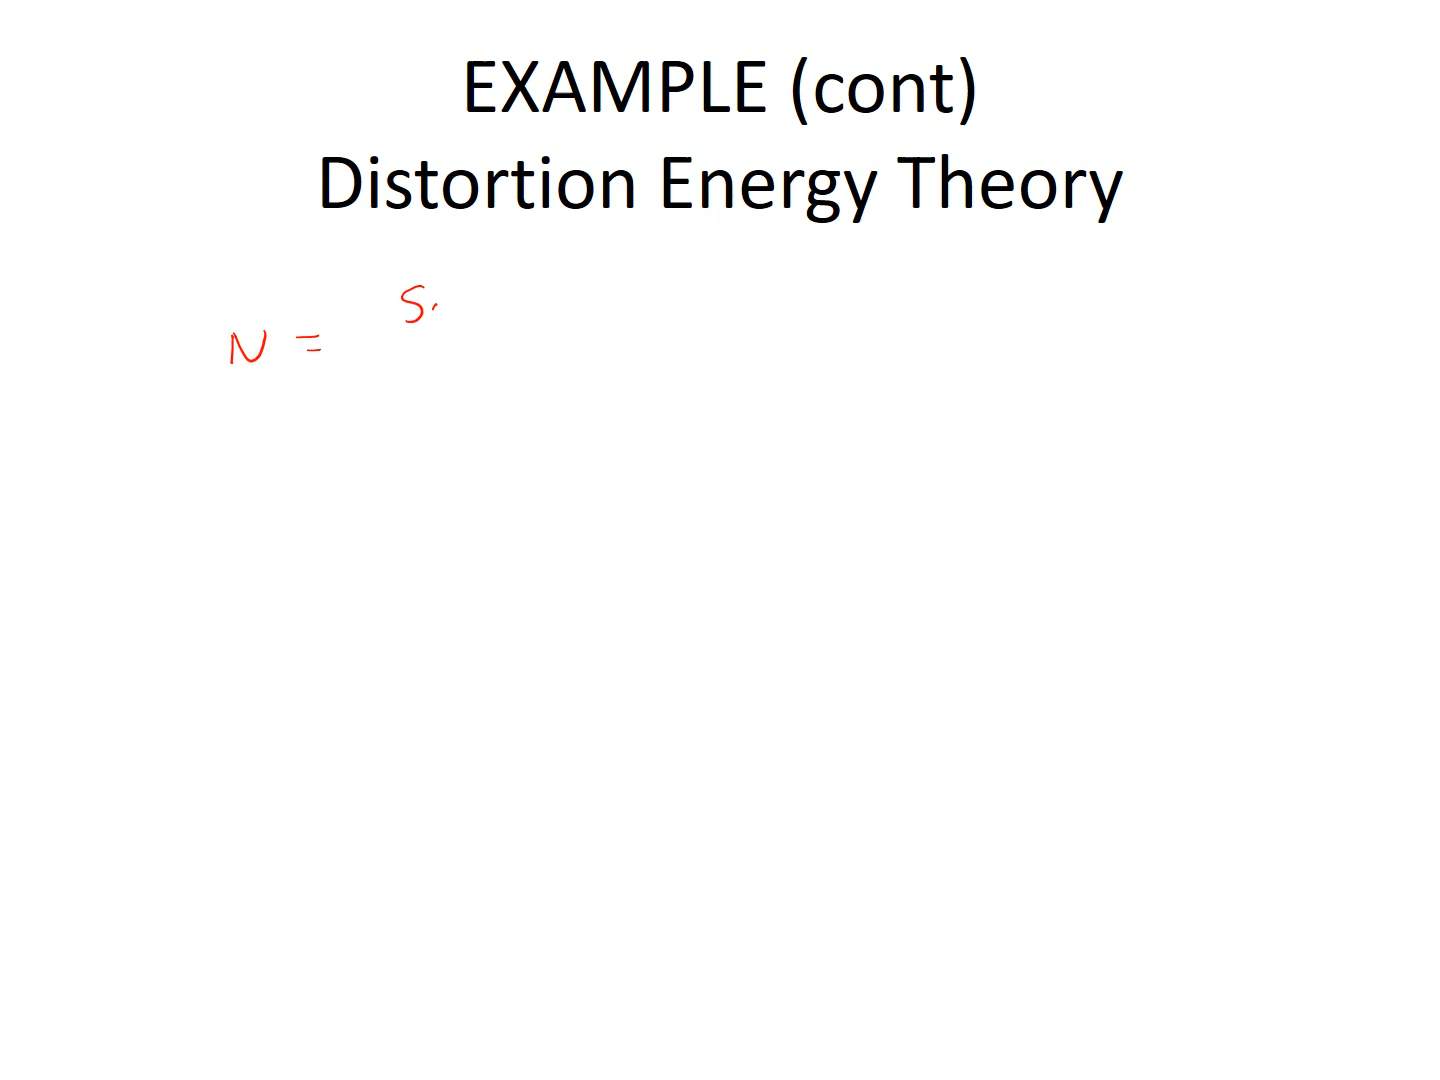 EXAMPLE (cont)
Distortion Energy Theory
S
N =